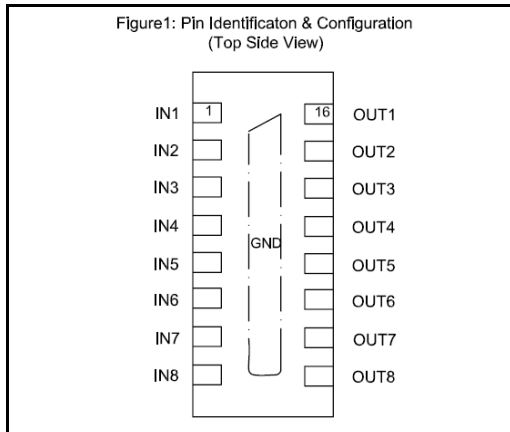 Figure1: Pin Identificaton & Configuration
(Top Side View)
IN1 1 16 OUT1
IN2 OUT2
IN3 OUT3
IN4 OUT4
GND
IN5 OUT5
IN6 OUT6
IN7 OUT7
IN8 OUT8